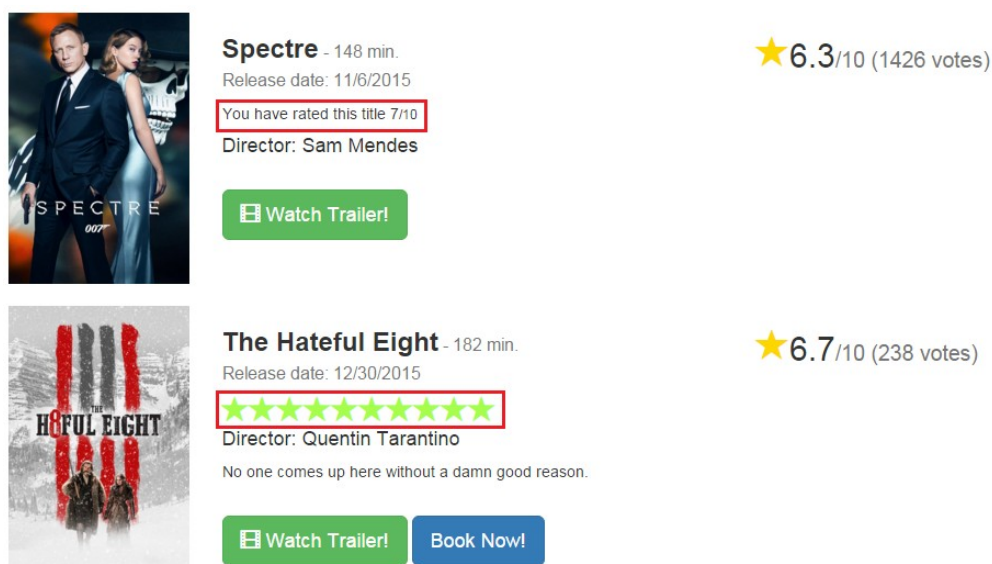 SPECTRE
007
Spectre - 148 min.
Release date: 11/6/2015
You have rated this title 7/10
Director: Sam Mendes
Watch Trailer!
6.3/10 (1426 votes)
THE
H8FUL EIGHT
The Hateful Eight - 182 min.
Release date: 12/30/2015
Director: Quentin Tarantino
No one comes up here without a damn good reason.
Watch Trailer!
Book Now!
6.7/10 (238 votes)